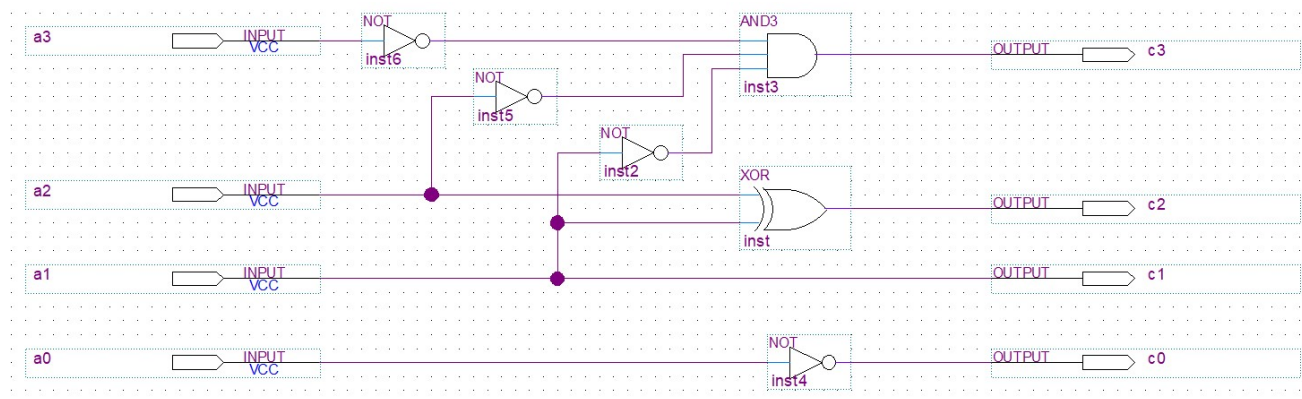 NOT
AND3
a3
INPUT
VCC
inst6
OUTPUT
c3
NOT
inst3
inst5
NOT
inst2
XOR
a2
INPUT
VCC
OUTPUT
c2
inst
a1
INPUT
VCC
OUTPUT
c1
NOT
a0
INPUT
VCC
OUTPUT
c0
inst4